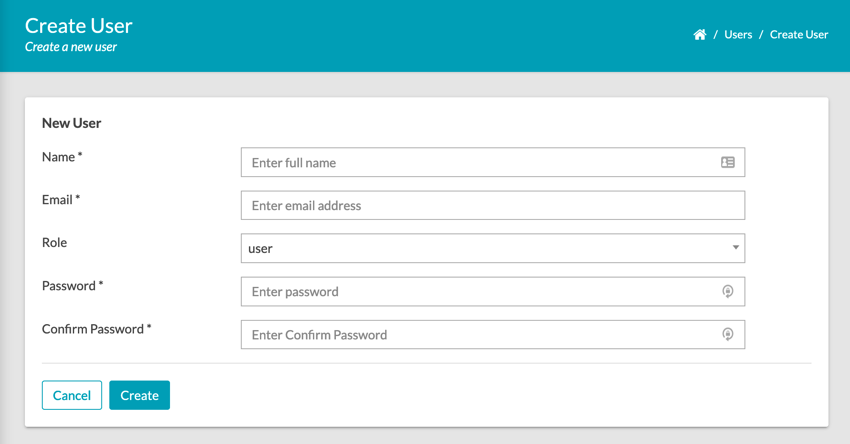 Create User
Create a new user
/ Users / Create User
New User
Name *
Enter full name
Email *
Enter email address
Role
user
Password *
Enter password
Confirm Password *
Enter Confirm Password
Cancel
Create